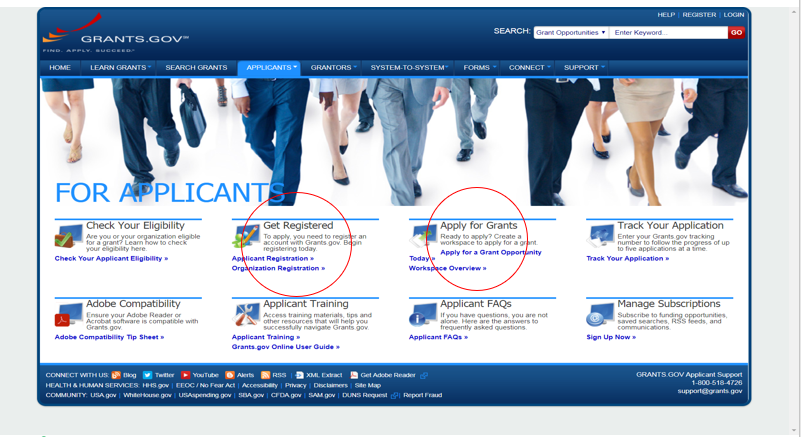 HELP | REGISTER | LOGIN
GRANTS.GOV℠
FIND. APPLY. SUCCEED.℠
SEARCH: Grant Opportunities ▾ Enter Keyword... GO
HOME LEARN GRANTS SEARCH GRANTS APPLICANTS GRANTORS SYSTEM-TO-SYSTEM FORMS CONNECT SUPPORT
FOR APPLICANTS
Check Your Eligibility
Are you or your organization eligible
for a grant? Learn how to check
your eligibility here.
Check Your Applicant Eligibility »
Get Registered
To apply, you need to register an
account with Grants.gov. Begin
registering today.
Applicant Registration »
Organization Registration »
Apply for Grants
Ready to apply? Create a
workspace to apply for a grant.
Apply for a Grant Opportunity
Today »
Workspace Overview »
Track Your Application
Enter your Grants.gov tracking
number to follow the progress of up
to five applications at a time.
Track Your Application »
Adobe Compatibility
Ensure your Adobe Reader or
Acrobat software is compatible with
Grants.gov.
Adobe Compatibility Tip Sheet »
Applicant Training
Access training materials, tips and
other resources that will help you
successfully navigate Grants.gov.
Applicant Training »
Grants.gov Online User Guide »
Applicant FAQs
If you have questions, you are not
alone. Here are the answers to
frequently asked questions.
Applicant FAQs »
Manage Subscriptions
Subscribe to funding opportunities,
saved searches, RSS feeds, and
communications.
Sign Up Now »
CONNECT WITH US: Blog Twitter YouTube Alerts RSS | XML Extract Get Adobe Reader
HEALTH & HUMAN SERVICES: HHS.gov | EEOC / No Fear Act | Accessibility | Privacy | Disclaimers | Site Map
COMMUNITY: USA.gov | WhiteHouse.gov | USAspending.gov | SBA.gov | CFDA.gov | SAM.gov | DUNS Request | Report Fraud
GRANTS.GOV Applicant Support
1-800-518-4726
support@grants.gov